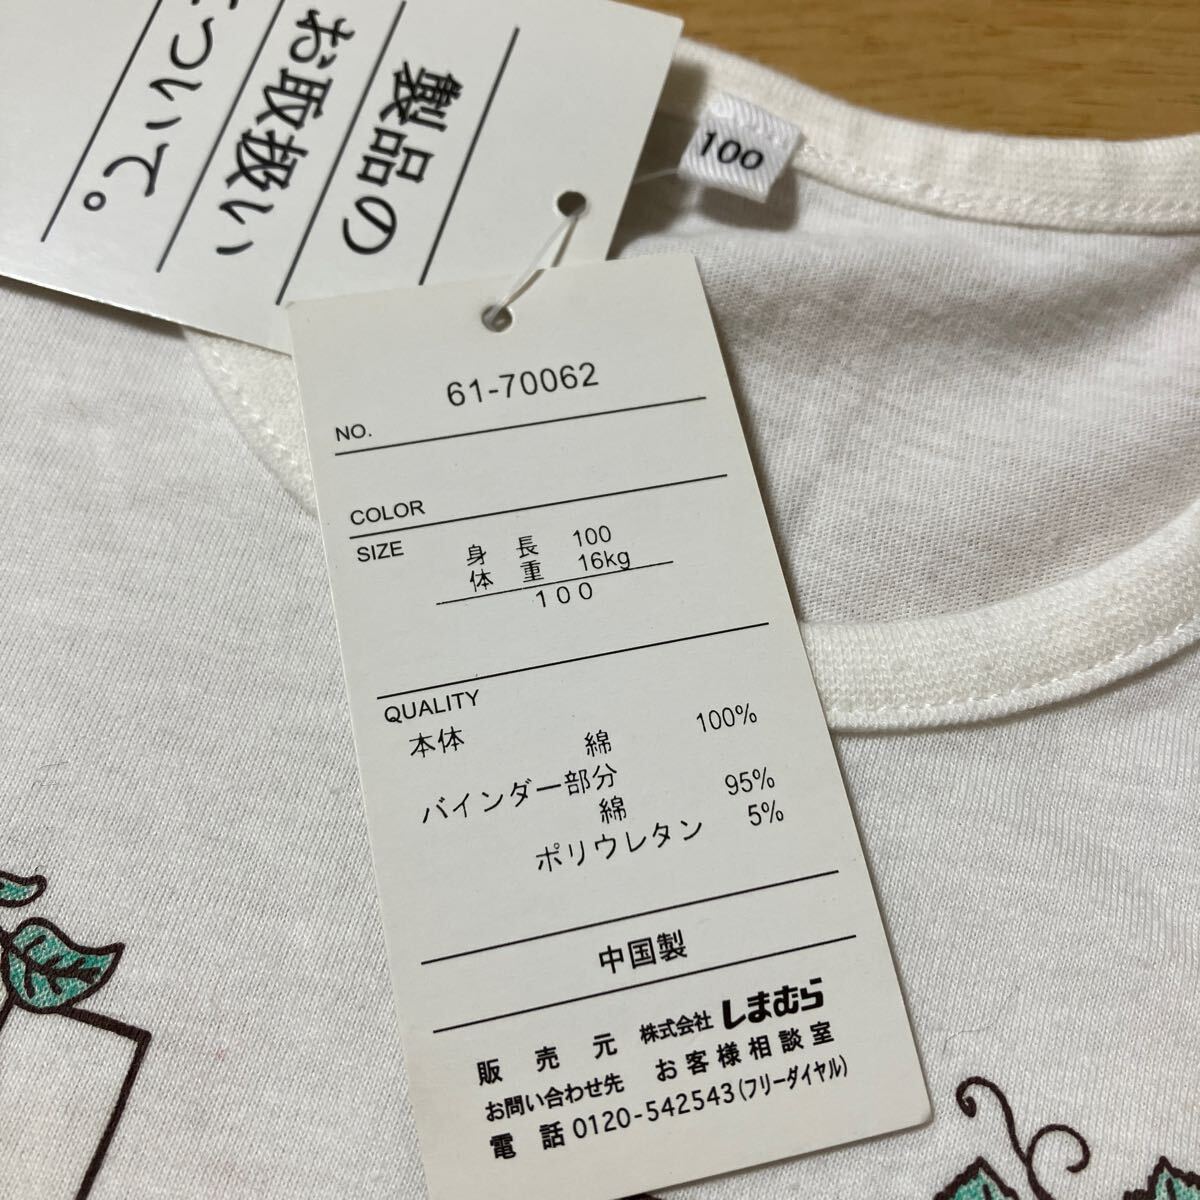 製品の
お取扱い
ついて。
100
61-70062
NO.
COLOR
SIZE
身長 100
体重 16kg
100
QUALITY
本体
綿 100%
バインダー部分
綿 95%
ポリウレタン 5%
中国製
販売元 株式会社 しまむら
お問い合わせ先 お客様相談室
電話 0120-542543(フリーダイヤル)